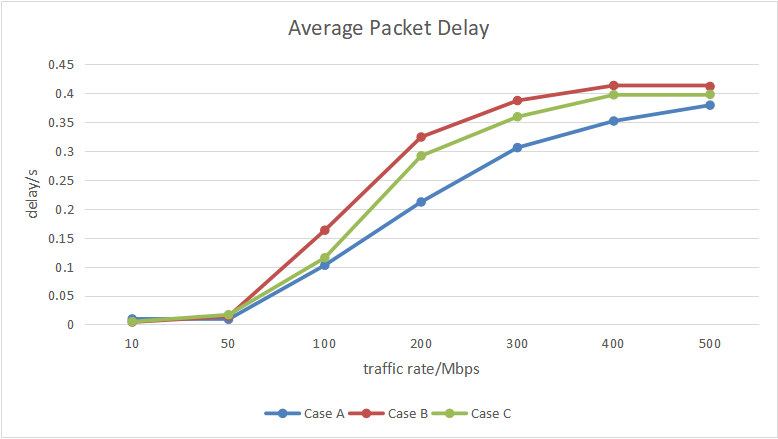 Average Packet Delay
0.45
0.4
0.35
0.3
0.25
0.2
0.15
0.1
0.05
0
delay/s
10 50 100 200 300 400 500
traffic rate/Mbps
Case A Case B Case C